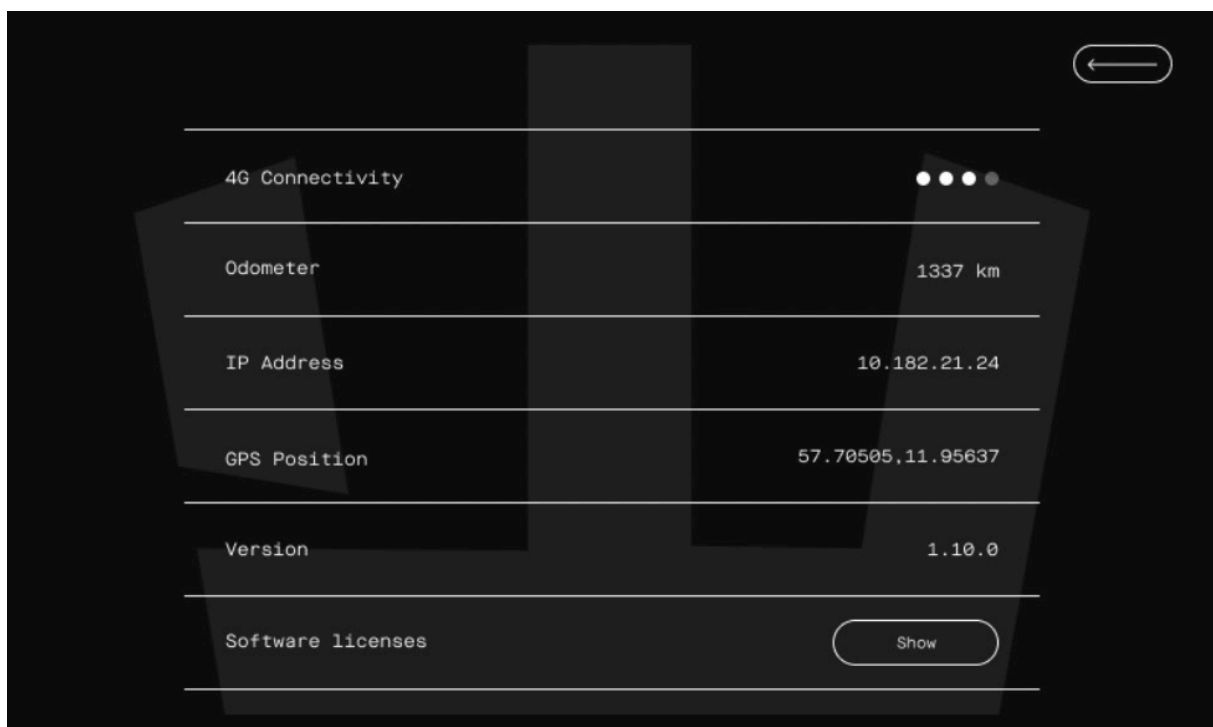 4G Connectivity
Odometer 1337 km
IP Address 10.182.21.24
GPS Position 57.70505,11.95637
Version 1.10.0
Software licenses Show